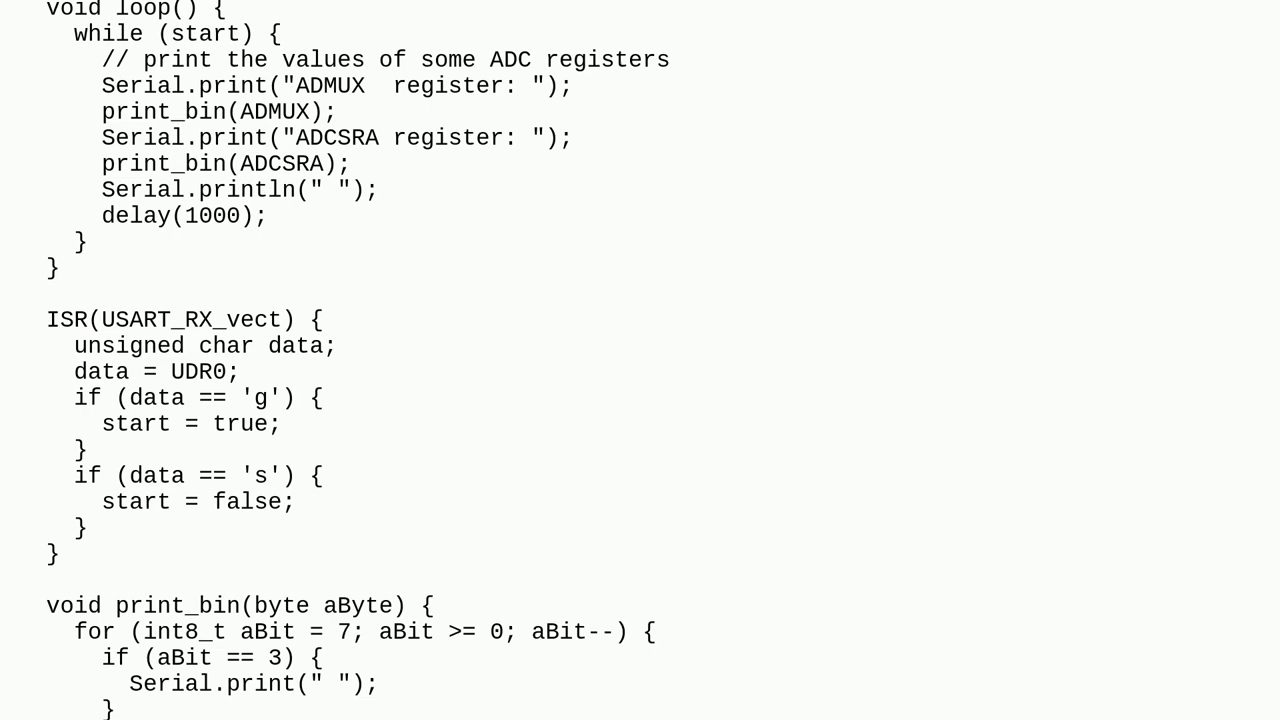 void loop() {
  while (start) {
    // print the values of some ADC registers
    Serial.print("ADMUX  register: ");
    print_bin(ADMUX);
    Serial.print("ADCSRA register: ");
    print_bin(ADCSRA);
    Serial.println(" ");
    delay(1000);
  }
}

ISR(USART_RX_vect) {
  unsigned char data;
  data = UDR0;
  if (data == 'g') {
    start = true;
  }
  if (data == 's') {
    start = false;
  }
}

void print_bin(byte aByte) {
  for (int8_t aBit = 7; aBit >= 0; aBit--) {
    if (aBit == 3) {
      Serial.print(" ");
    }